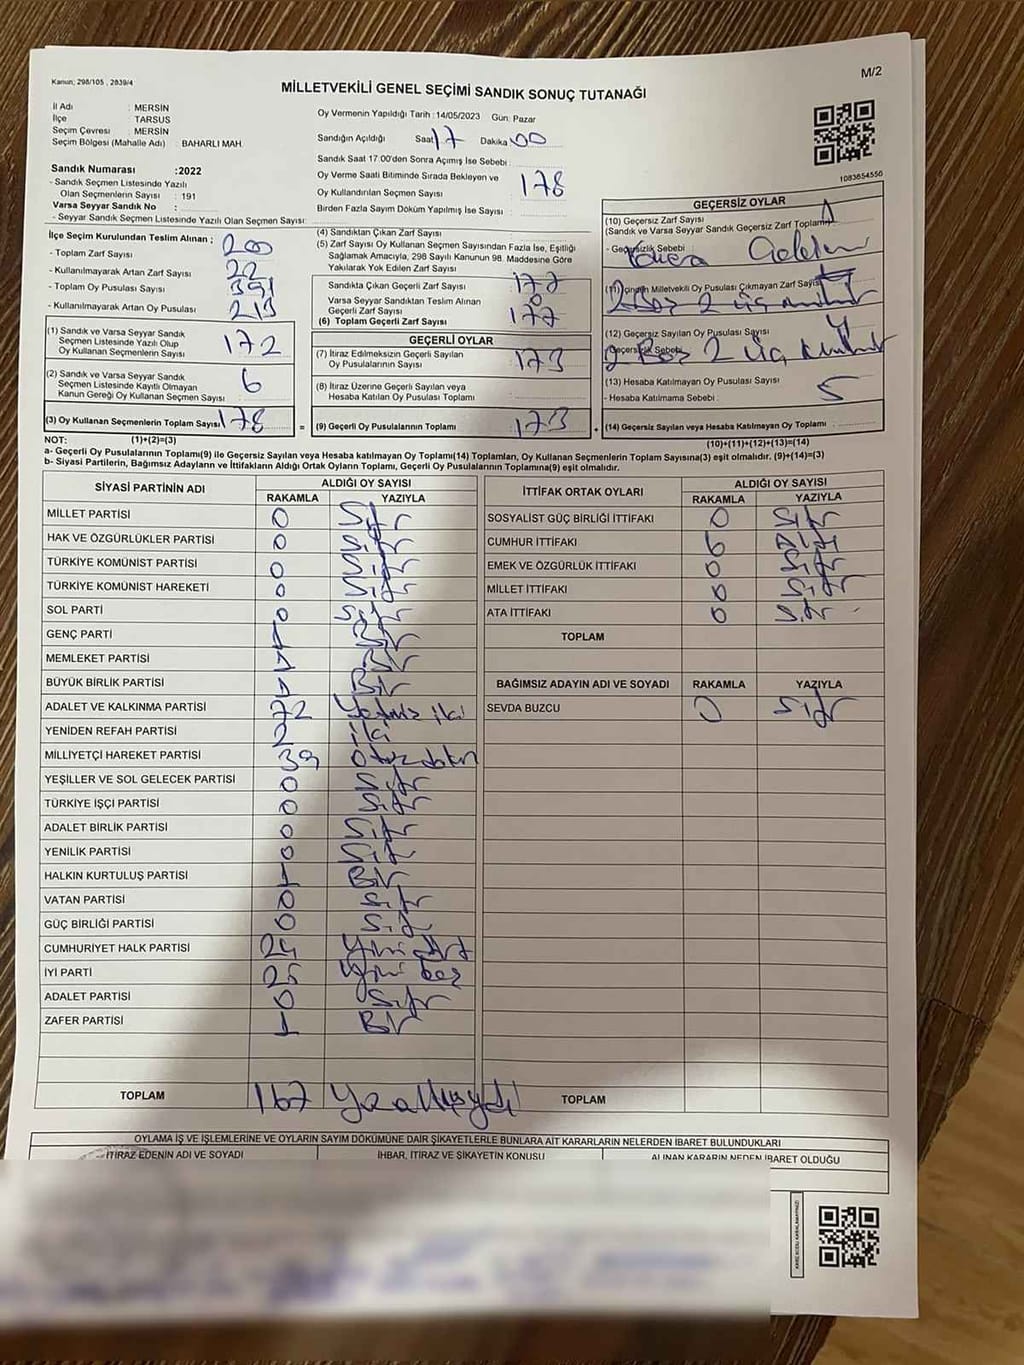 Kanun; 298/105 , 2839/4
M/2
MİLLETVEKİLİ GENEL SEÇİMİ SANDIK SONUÇ TUTANAĞI
İl Adı : MERSİN
İlçe : TARSUS
Seçim Çevresi : MERSİN
Seçim Bölgesi (Mahalle Adı) : BAHARLI MAH.
Sandık Numarası :2022
- Sandık Seçmen Listesinde Yazılı
Olan Seçmenlerin Sayısı : 191
Varsa Seyyar Sandık No :
- Seyyar Sandık Seçmen Listesinde Yazılı Olan Seçmen Sayısı:
Oy Vermenin Yapıldığı Tarih :14/05/2023 Gün: Pazar
Sandığın Açıldığı Saat 17 Dakika 00
Sandık Saat 17.00'den Sonra Açımış İse Sebebi :
Oy Verme Saati Bitiminde Sırada Bekleyen ve
Oy Kullandırılan Seçmen Sayısı 178
Birden Fazla Sayım Döküm Yapılmış İse Sayısı :
1083654550
İlçe Seçim Kurulundan Teslim Alınan :
- Toplam Zarf Sayısı 200
- Kullanılmayarak Artan Zarf Sayısı 22
- Toplam Oy Pusulası Sayısı 391
- Kullanılmayarak Artan Oy Pusulası 213
(1) Sandık ve Varsa Seyyar Sandık
Seçmen Listesinde Yazılı Olup
Oy Kullanan Seçmenlerin Sayısı 172
(2) Sandık ve Varsa Seyyar Sandık
Seçmen Listesinde Kayıtlı Olmayan
Kanun Gereği Oy Kullanan Seçmen Sayısı : 6
(3) Oy Kullanan Seçmenlerin Toplam Sayısı 178
(4) Sandıktan Çıkan Zarf Sayısı :
(5) Zarf Sayısı Oy Kullanan Seçmen Sayısından Fazla İse, Eşitliği
Sağlamak Amacıyla, 298 Sayılı Kanunun 98. Maddesine Göre
Yakılarak Yok Edilen Zarf Sayısı :
Sandıkta Çıkan Geçerli Zarf Sayısı 177
Varsa Seyyar Sandıktan Teslim Alınan
Geçerli Zarf Sayısı 0
(6) Toplam Geçerli Zarf Sayısı 177
GEÇERLİ OYLAR
(7) İtiraz Edilmeksizin Geçerli Sayılan
Oy Pusulalarının Sayısı 173
(8) İtiraz Üzerine Geçerli Sayılan veya
Hesaba Katılan Oy Pusulası Toplamı :
= (9) Geçerli Oy Pusulalarının Toplamı 173
GEÇERSİZ OYLAR
(10) Geçersiz Zarf Sayısı 1
(Sandık ve Varsa Seyyar Sandık Geçersiz Zarf Toplamı)
- Geçersizlik Sebebi :
(11) İçinden Milletvekili Oy Pusulası Çıkmayan Zarf Sayısı
2 Boş 2 üç
(12) Geçersiz Sayılan Oy Pusulası Sayısı 4
Geçersizlik Sebebi: 2 Boş 2 üç
(13) Hesaba Katılmayan Oy Pusulası Sayısı 5
- Hesaba Katılmama Sebebi :
+ (14) Geçersiz Sayılan veya Hesaba Katılmayan Oy Toplamı
NOT: (1)+(2)=(3) (10)+(11)+(12)+(13)=(14)
a- Geçerli Oy Pusulalarının Toplamı(9) ile Geçersiz Sayılan veya Hesaba katılmayan Oy Toplamı(14) Toplamları, Oy Kullanan Seçmenlerin Toplam Sayısına(3) eşit olmalıdır. (9)+(14)=(3)
b- Siyasi Partilerin, Bağımsız Adayların ve İttifakların Aldığı Ortak Oyların Toplamı, Geçerli Oy Pusulalarının Toplamına(9) eşit olmalıdır.
SİYASİ PARTİNİN ADI ALDIĞI OY SAYISI
RAKAMLA YAZIYLA
MİLLET PARTİSİ 0 Sıfır
HAK VE ÖZGÜRLÜKLER PARTİSİ 0 Sıfır
TÜRKİYE KOMÜNİST PARTİSİ 0 Sıfır
TÜRKİYE KOMÜNİST HAREKETİ 0 Sıfır
SOL PARTİ 0 Sıfır
GENÇ PARTİ 1 Bir
MEMLEKET PARTİSİ 1 Bir
BÜYÜK BİRLİK PARTİSİ 1 Bir
ADALET VE KALKINMA PARTİSİ 72 Yetmiş iki
YENİDEN REFAH PARTİSİ 2 iki
MİLLİYETÇİ HAREKET PARTİSİ 39 Otuz dokuz
YEŞİLLER VE SOL GELECEK PARTİSİ 0 Sıfır
TÜRKİYE İŞÇİ PARTİSİ 0 Sıfır
ADALET BİRLİK PARTİSİ 0 Sıfır
YENİLİK PARTİSİ 0 Sıfır
HALKIN KURTULUŞ PARTİSİ 1 Bir
VATAN PARTİSİ 0 Sıfır
GÜÇ BİRLİĞİ PARTİSİ 0 Sıfır
CUMHURİYET HALK PARTİSİ 24 Yirmi dört
İYİ PARTİ 25 Yirmi beş
ADALET PARTİSİ 0 Sıfır
ZAFER PARTİSİ 1 Bir
TOPLAM 167 Yüzaltmışyedi
İTTİFAK ORTAK OYLARI ALDIĞI OY SAYISI
RAKAMLA YAZIYLA
SOSYALİST GÜÇ BİRLİĞİ İTTİFAKI 0 Sıfır
CUMHUR İTTİFAKI 6 Altı
EMEK VE ÖZGÜRLÜK İTTİFAKI 0 Sıfır
MİLLET İTTİFAKI 0 Sıfır
ATA İTTİFAKI 0 Sıfır
TOPLAM
BAĞIMSIZ ADAYIN ADI VE SOYADI RAKAMLA YAZIYLA
SEVDA BUZCU 0 Sıfır
TOPLAM
OYLAMA İŞ VE İŞLEMLERİNE VE OYLARIN SAYIM DÖKÜMÜNE DAİR ŞİKAYETLERLE BUNLARA AİT KARARLARIN NELERDEN İBARET BULUNDUKLARI
İTİRAZ EDENİN ADI VE SOYADI İHBAR, İTİRAZ VE ŞİKAYETİN KONUSU ALINAN KARARIN NEDEN İBARET OLDUĞU